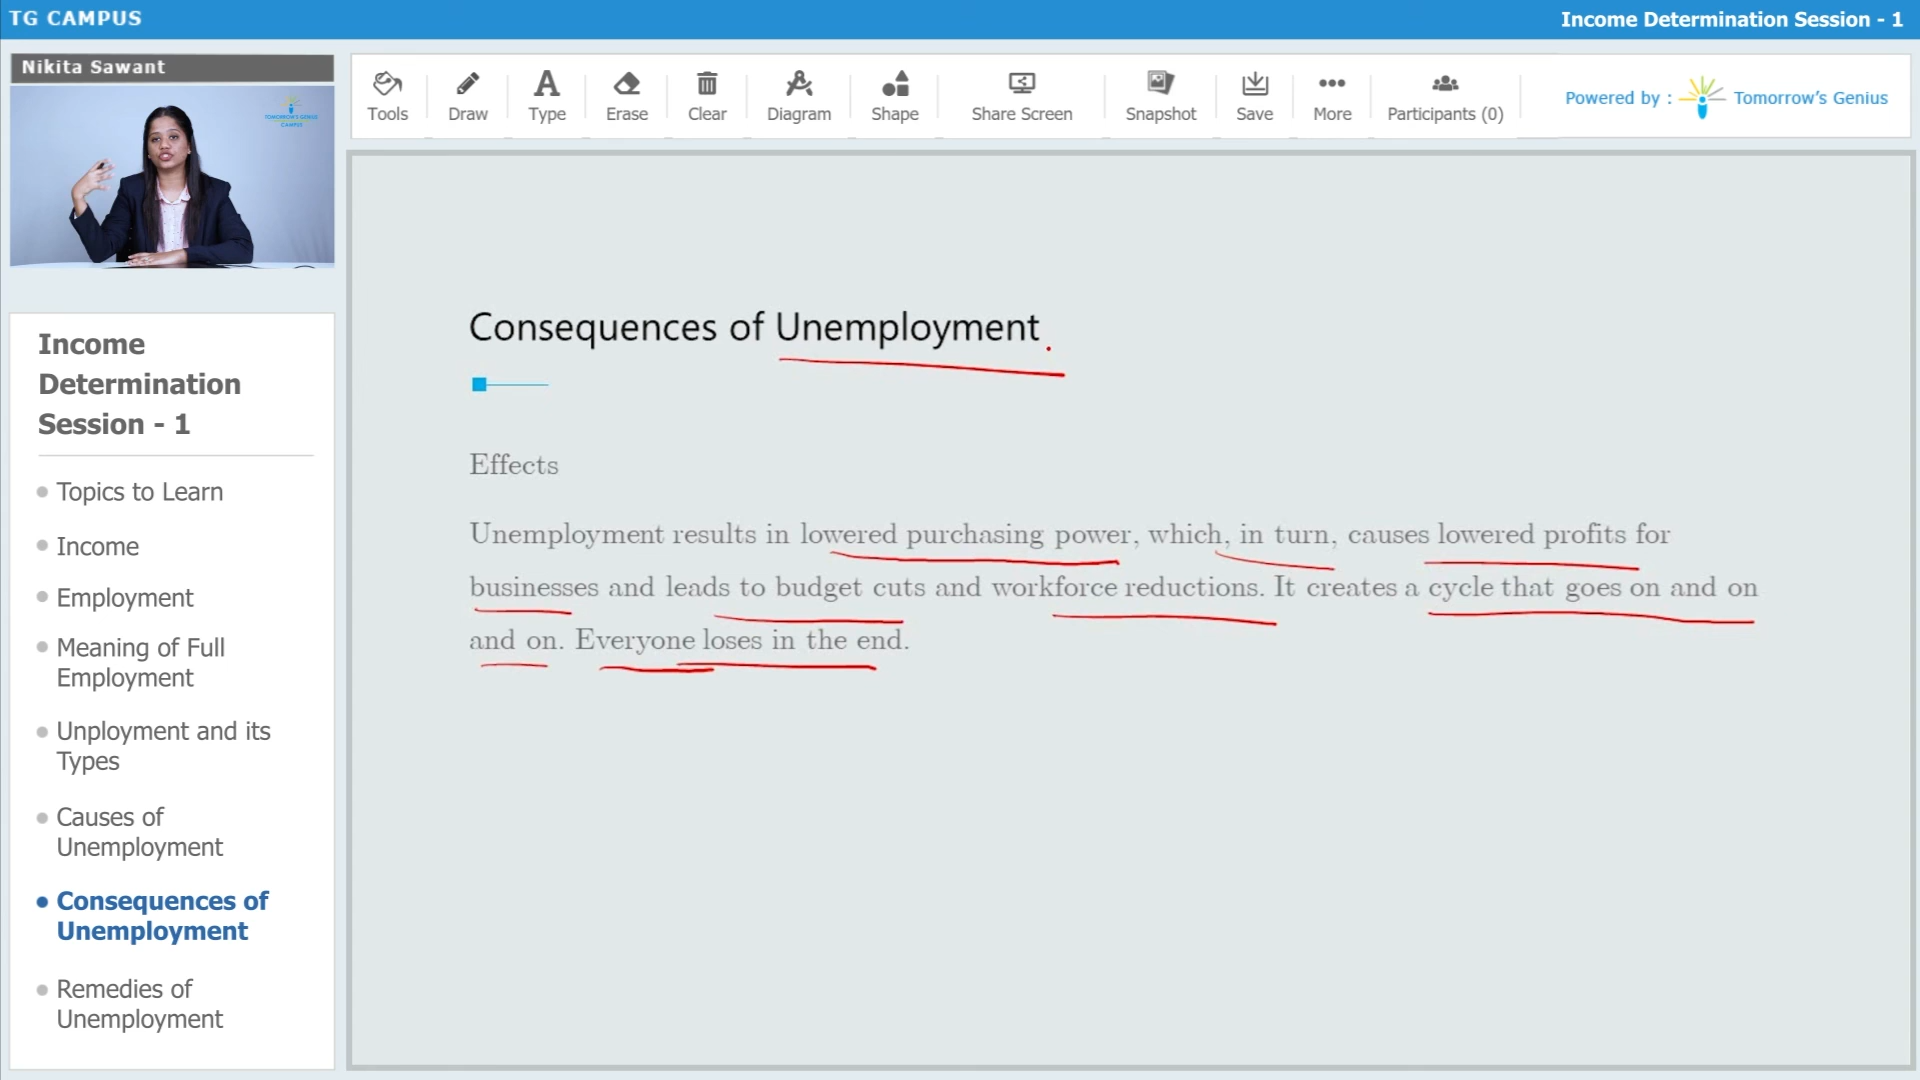 TG CAMPUS
Income Determination Session - 1
Nikita Sawant
TOMORROW'S GENIUS
CAMPUS
Tools
Draw
Type
Erase
Clear
Diagram
Shape
Share Screen
Snapshot
Save
More
Participants (0)
Powered by :
Tomorrow's Genius
Income
Determination
Session - 1
Topics to Learn
Income
Employment
Meaning of Full
Employment
Unployment and its
Types
Causes of
Unemployment
Consequences of
Unemployment
Remedies of
Unemployment
Consequences of Unemployment
Effects
Unemployment results in lowered purchasing power, which, in turn, causes lowered profits for
businesses and leads to budget cuts and workforce reductions. It creates a cycle that goes on and on
and on. Everyone loses in the end.